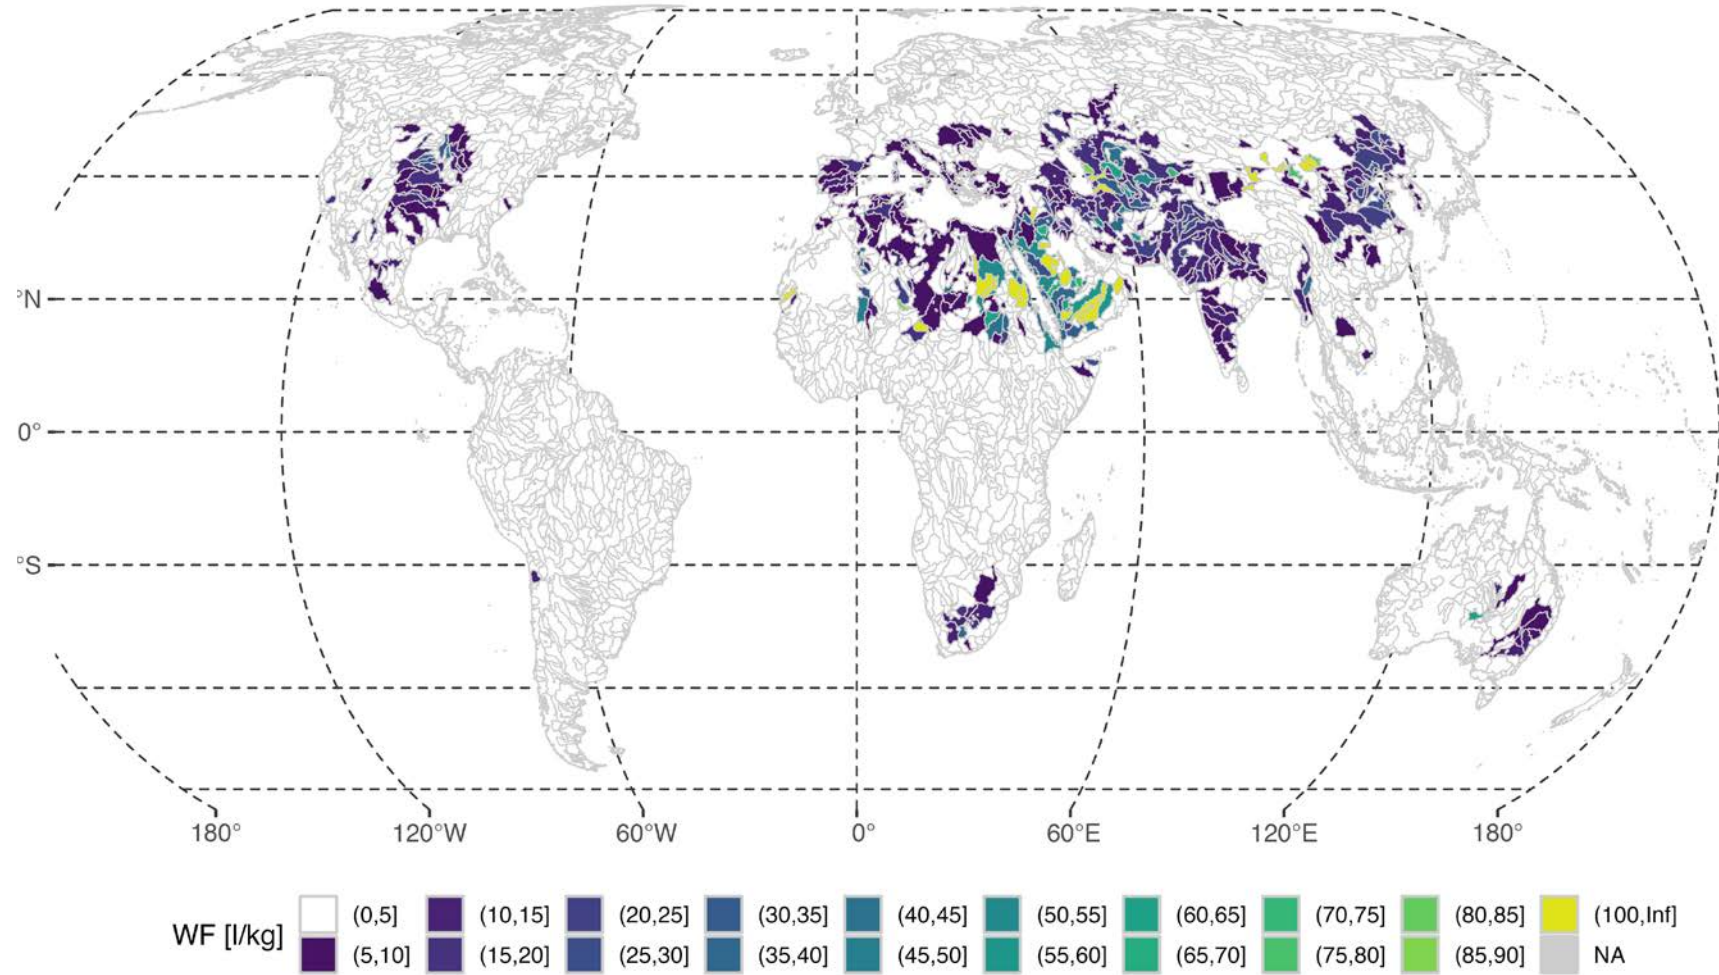 °N
0°
°S
180° 120°W 60°W 0° 60°E 120°E 180°
WF [l/kg]
(0,5] (10,15] (20,25] (30,35] (40,45] (50,55] (60,65] (70,75] (80,85] (100,Inf]
(5,10] (15,20] (25,30] (35,40] (45,50] (55,60] (65,70] (75,80] (85,90] NA